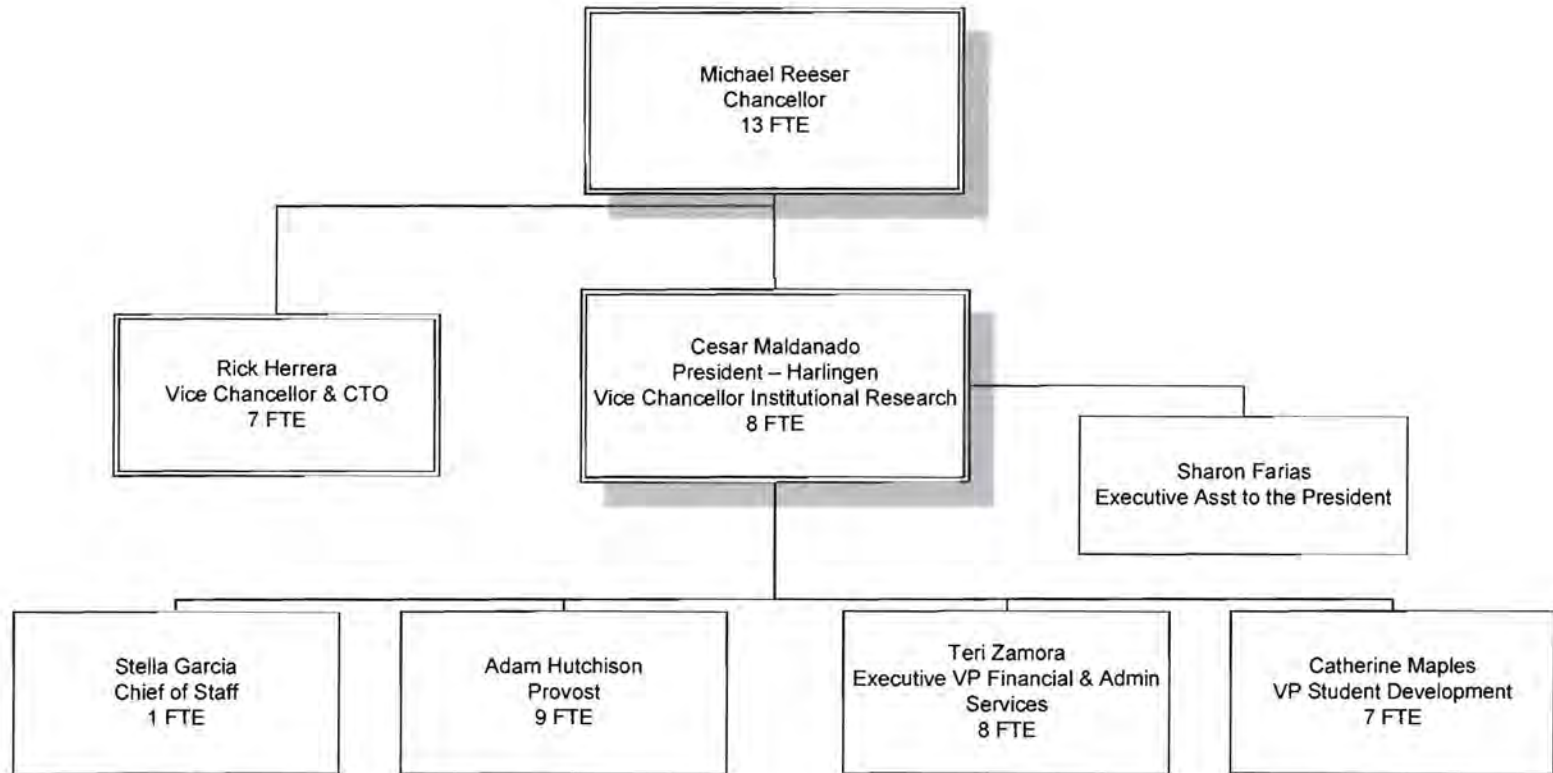 Michael Reeser
Chancellor
13 FTE
Rick Herrera
Vice Chancellor & CTO
7 FTE
Cesar Maldanado
President – Harlingen
Vice Chancellor Institutional Research
8 FTE
Sharon Farias
Executive Asst to the President
Stella Garcia
Chief of Staff
1 FTE
Adam Hutchison
Provost
9 FTE
Teri Zamora
Executive VP Financial & Admin
Services
8 FTE
Catherine Maples
VP Student Development
7 FTE